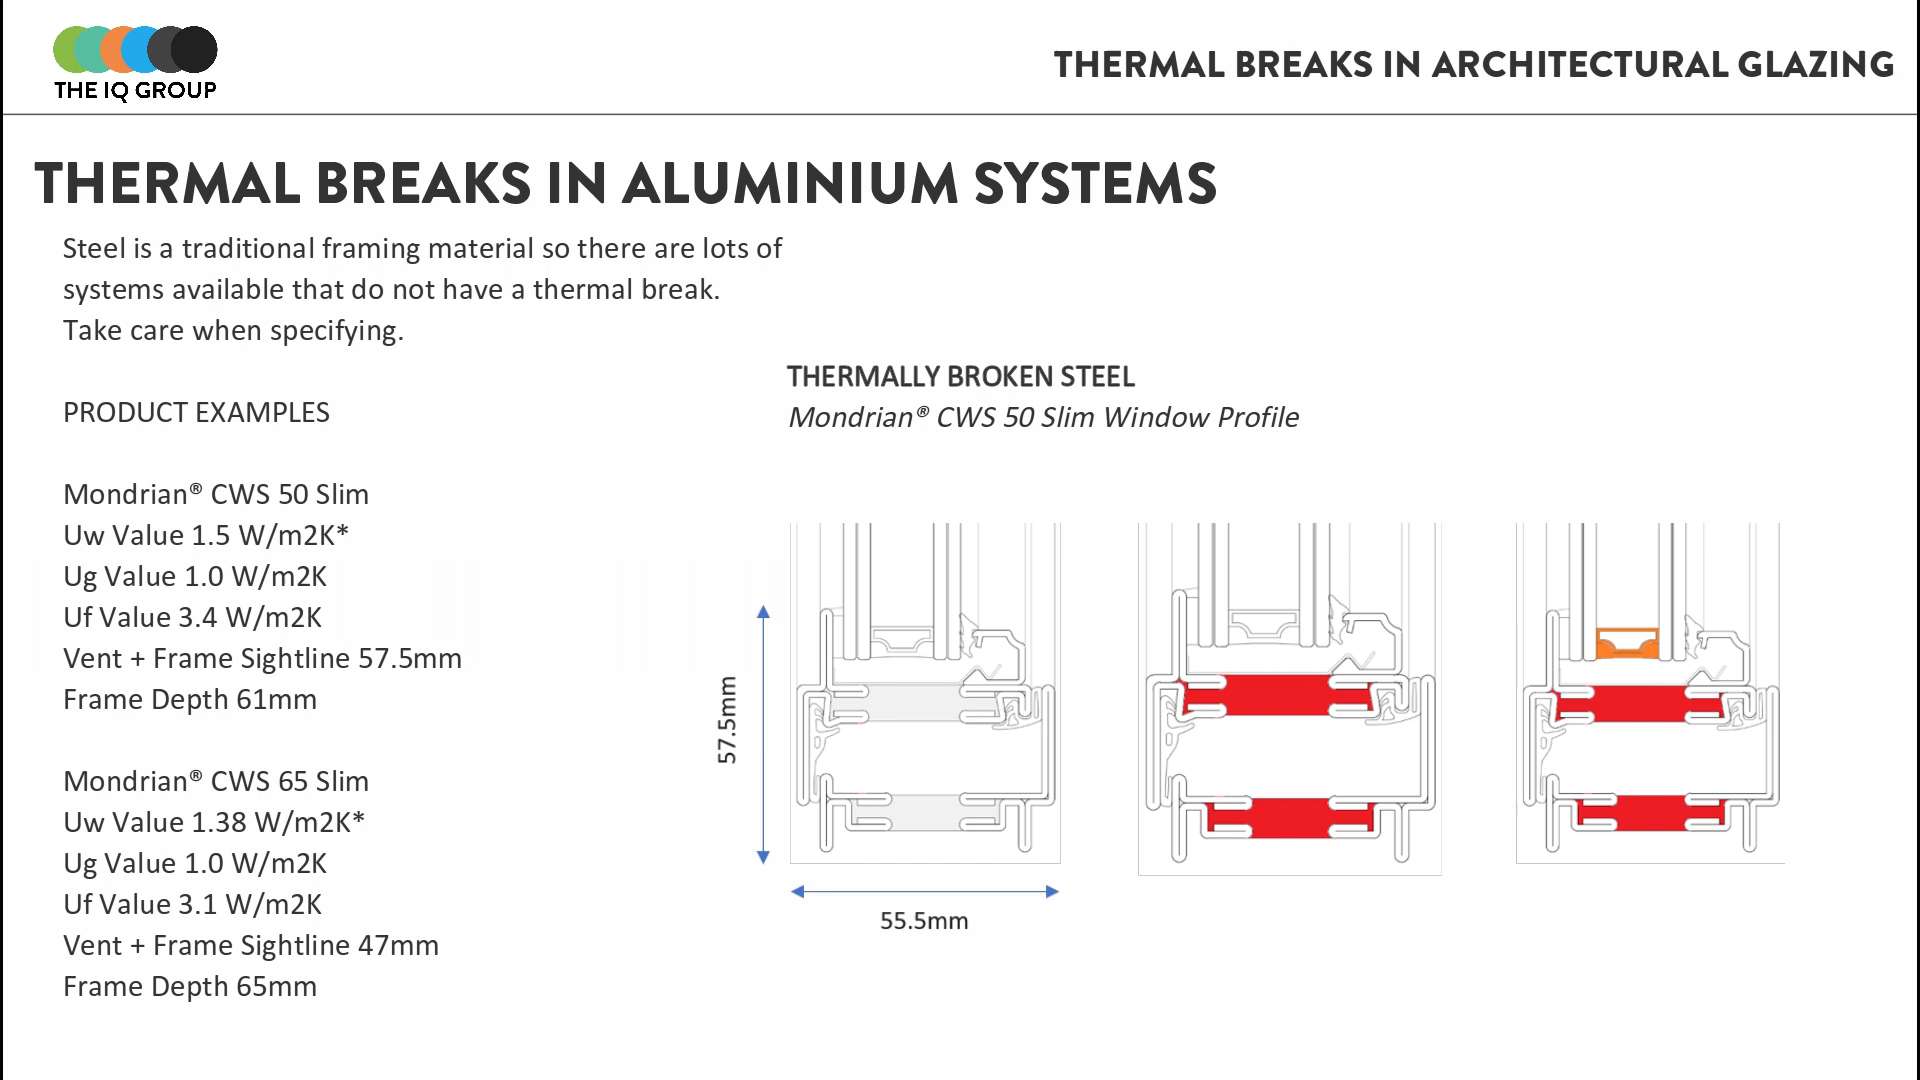 THE IQ GROUP
THERMAL BREAKS IN ARCHITECTURAL GLAZING
THERMAL BREAKS IN ALUMINIUM SYSTEMS
Steel is a traditional framing material so there are lots of
systems available that do not have a thermal break.
Take care when specifying.
PRODUCT EXAMPLES
Mondrian® CWS 50 Slim
Uw Value 1.5 W/m2K*
Ug Value 1.0 W/m2K
Uf Value 3.4 W/m2K
Vent + Frame Sightline 57.5mm
Frame Depth 61mm
Mondrian® CWS 65 Slim
Uw Value 1.38 W/m2K*
Ug Value 1.0 W/m2K
Uf Value 3.1 W/m2K
Vent + Frame Sightline 47mm
Frame Depth 65mm
THERMALLY BROKEN STEEL
Mondrian® CWS 50 Slim Window Profile
57.5mm
55.5mm